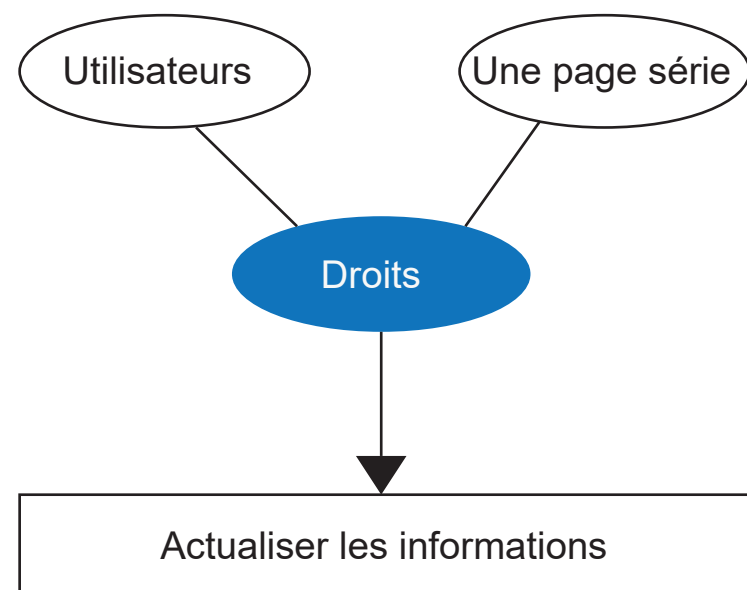 Utilisateurs
Une page série
Droits
Actualiser les informations